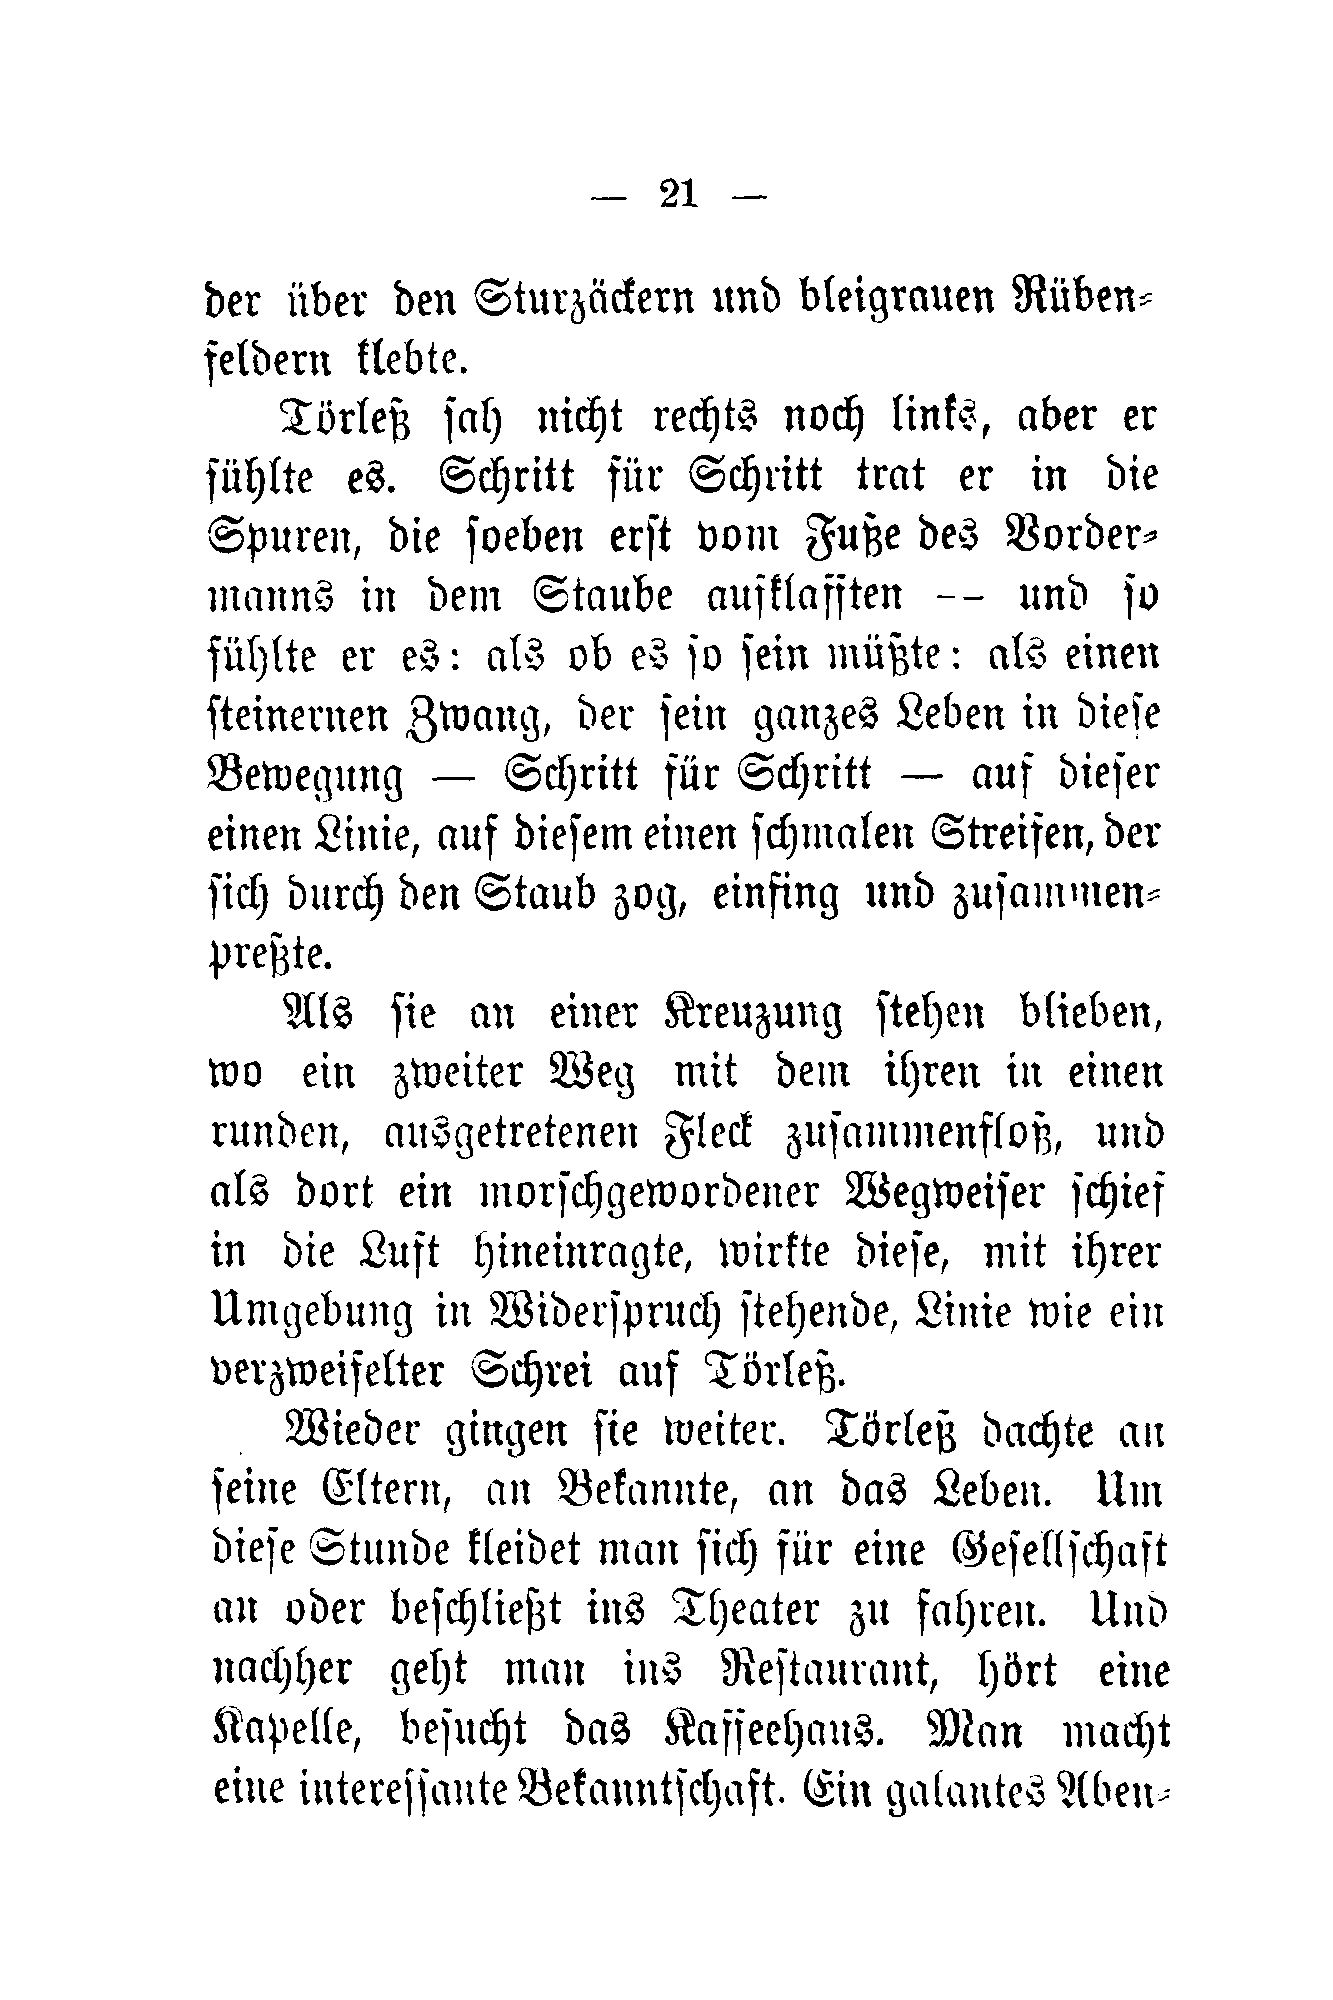 — 21 —
der über den Sturzäckern und bleigrauen Rüben-
feldern klebte.
Törleß sah nicht rechts noch links, aber er
fühlte es. Schritt für Schritt trat er in die
Spuren, die soeben erst vom Fuße des Vorder-
manns in dem Staube aufklafften -- und so
fühlte er es: als ob es so sein müßte: als einen
steinernen Zwang, der sein ganzes Leben in diese
Bewegung — Schritt für Schritt — auf dieser
einen Linie, auf diesem einen schmalen Streifen, der
sich durch den Staub zog, einfing und zusammen-
preßte.
Als sie an einer Kreuzung stehen blieben,
wo ein zweiter Weg mit dem ihren in einen
runden, ausgetretenen Fleck zusammenfloß, und
als dort ein morschgewordener Wegweiser schief
in die Luft hineinragte, wirkte diese, mit ihrer
Umgebung in Widerspruch stehende, Linie wie ein
verzweifelter Schrei auf Törleß.
Wieder gingen sie weiter. Törleß dachte an
seine Eltern, an Bekannte, an das Leben. Um
diese Stunde kleidet man sich für eine Gesellschaft
an oder beschließt ins Theater zu fahren. Und
nachher geht man ins Restaurant, hört eine
Kapelle, besucht das Kaffeehaus. Man macht
eine interessante Bekanntschaft. Ein galantes Aben-